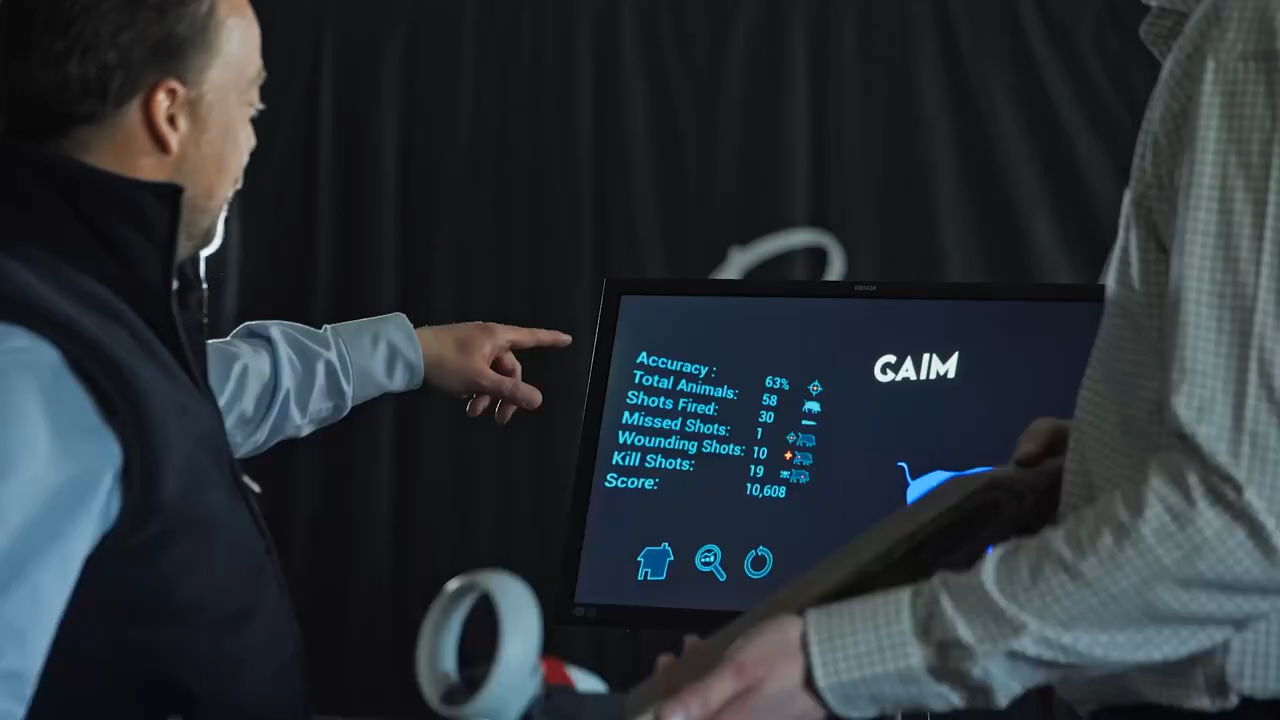 GAIM
Accuracy : 63%
Total Animals: 58
Shots Fired: 30
Missed Shots: 1
Wounding Shots: 10
Kill Shots: 19
Score: 10,608